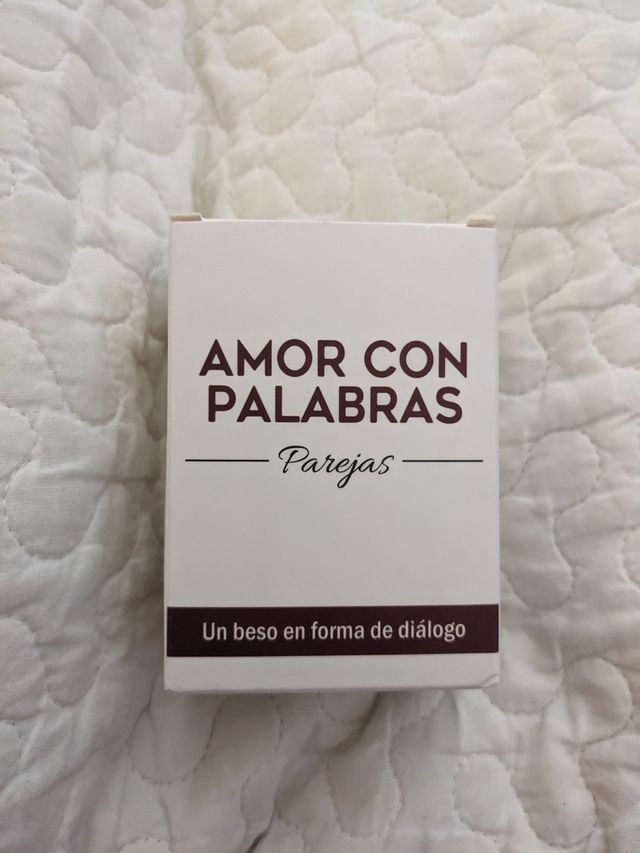 AMOR CON
PALABRAS
Parejas
Un beso en forma de diálogo